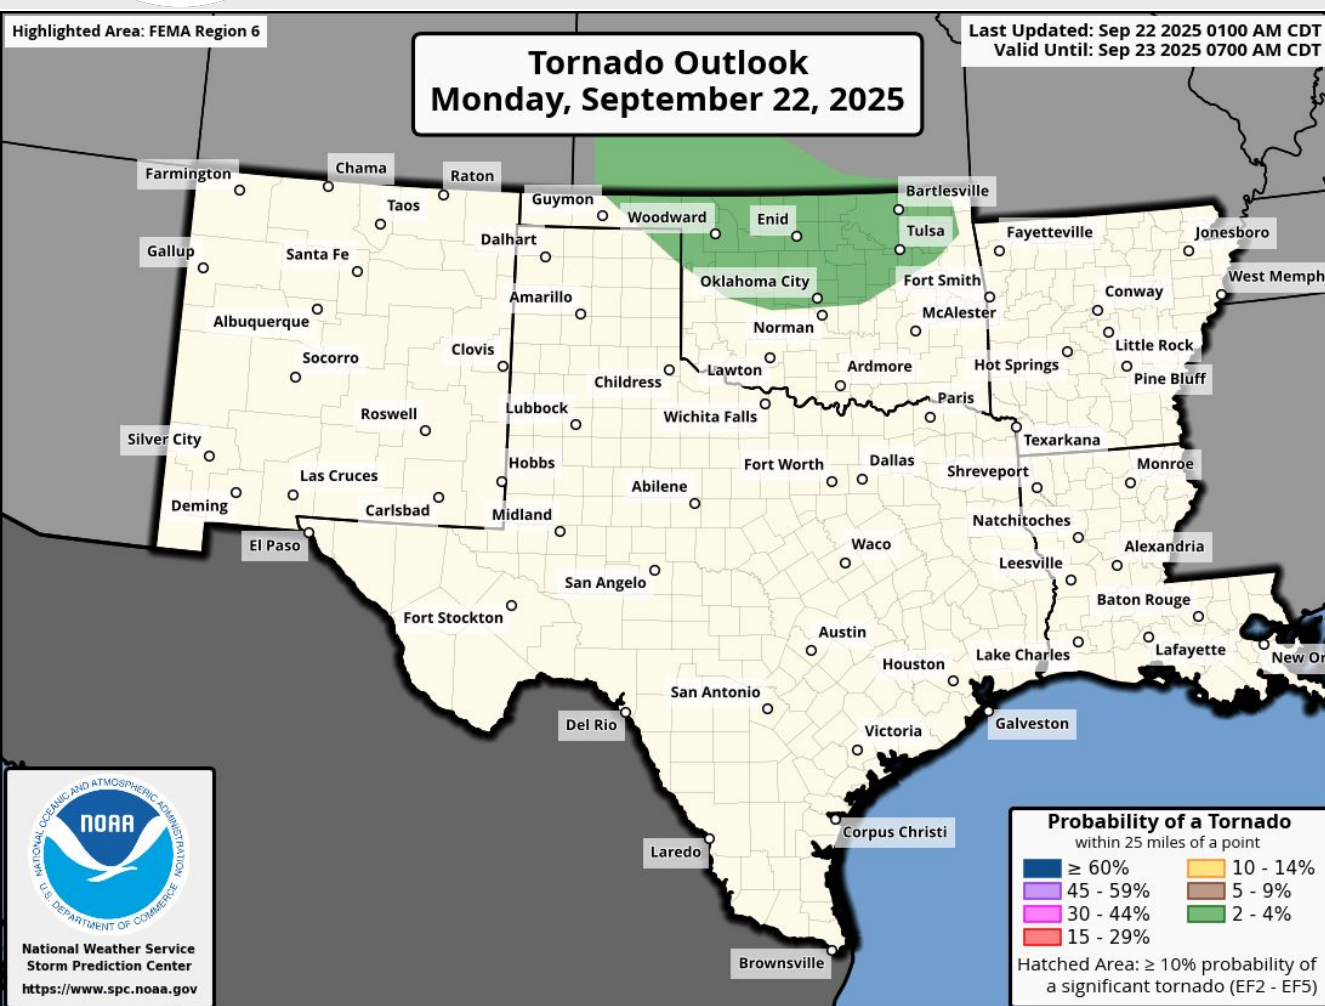 Highlighted Area: FEMA Region 6
Last Updated: Sep 22 2025 0100 AM CDT
Valid Until: Sep 23 2025 0700 AM CDT
Tornado Outlook
Monday, September 22, 2025
Farmington
Chama
Raton
Taos
Guymon
Woodward
Enid
Bartlesville
Tulsa
Gallup
Santa Fe
Dalhart
Fayetteville
Jonesboro
Oklahoma City
Fort Smith
West Memph
Amarillo
Conway
Albuquerque
Norman
McAlester
Little Rock
Socorro
Clovis
Childress
Lawton
Ardmore
Hot Springs
Pine Bluff
Roswell
Lubbock
Wichita Falls
Paris
Silver City
Texarkana
Las Cruces
Hobbs
Fort Worth
Dallas
Shreveport
Monroe
Deming
Carlsbad
Midland
Abilene
Natchitoches
El Paso
Waco
Alexandria
San Angelo
Leesville
Fort Stockton
Baton Rouge
Austin
Lake Charles
Lafayette
New Or
Houston
San Antonio
Del Rio
Victoria
Galveston
Corpus Christi
Laredo
Brownsville
NATIONAL OCEANIC AND ATMOSPHERIC ADMINISTRATION
NOAA
U.S. DEPARTMENT OF COMMERCE
National Weather Service
Storm Prediction Center
https://www.spc.noaa.gov
Probability of a Tornado
within 25 miles of a point
≥ 60%
45 - 59%
30 - 44%
15 - 29%
10 - 14%
5 - 9%
2 - 4%
Hatched Area: ≥ 10% probability of
a significant tornado (EF2 - EF5)